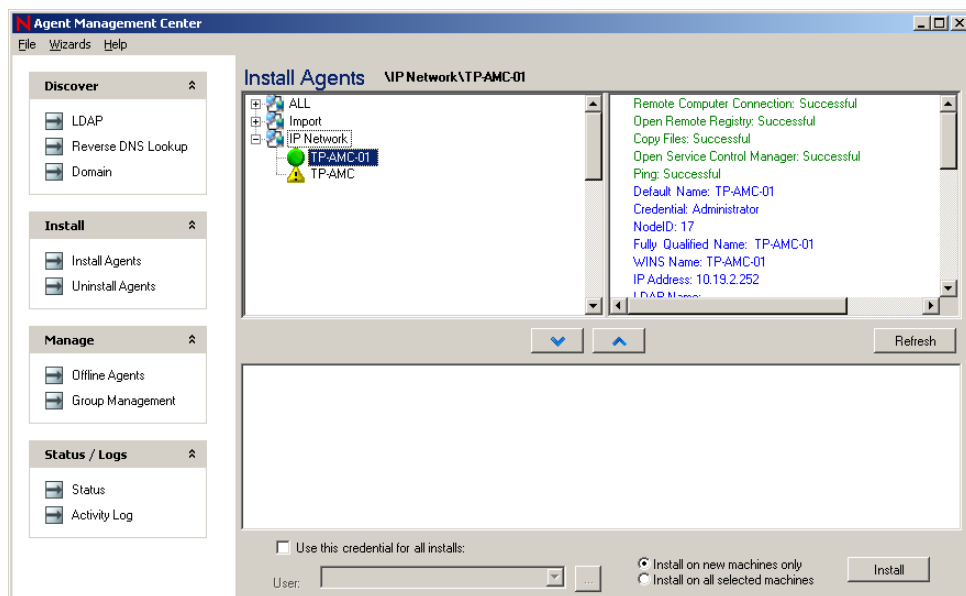 Agent Management Center
File Wizards Help
Discover
LDAP
Reverse DNS Lookup
Domain
Install
Install Agents
Uninstall Agents
Manage
Offline Agents
Group Management
Status / Logs
Status
Activity Log
Install Agents \IP Network\TP-AMC-01
ALL
Import
IP Network
TP-AMC-01
TP-AMC
Remote Computer Connection: Successful
Open Remote Registry: Successful
Copy Files: Successful
Open Service Control Manager: Successful
Ping: Successful
Default Name: TP-AMC-01
Credential: Administrator
NodeID: 17
Fully Qualified Name: TP-AMC-01
WINS Name: TP-AMC-01
IP Address: 10.19.2.252
LDAP Name:
Refresh
Use this credential for all installs:
User:
...
Install on new machines only
Install on all selected machines
Install